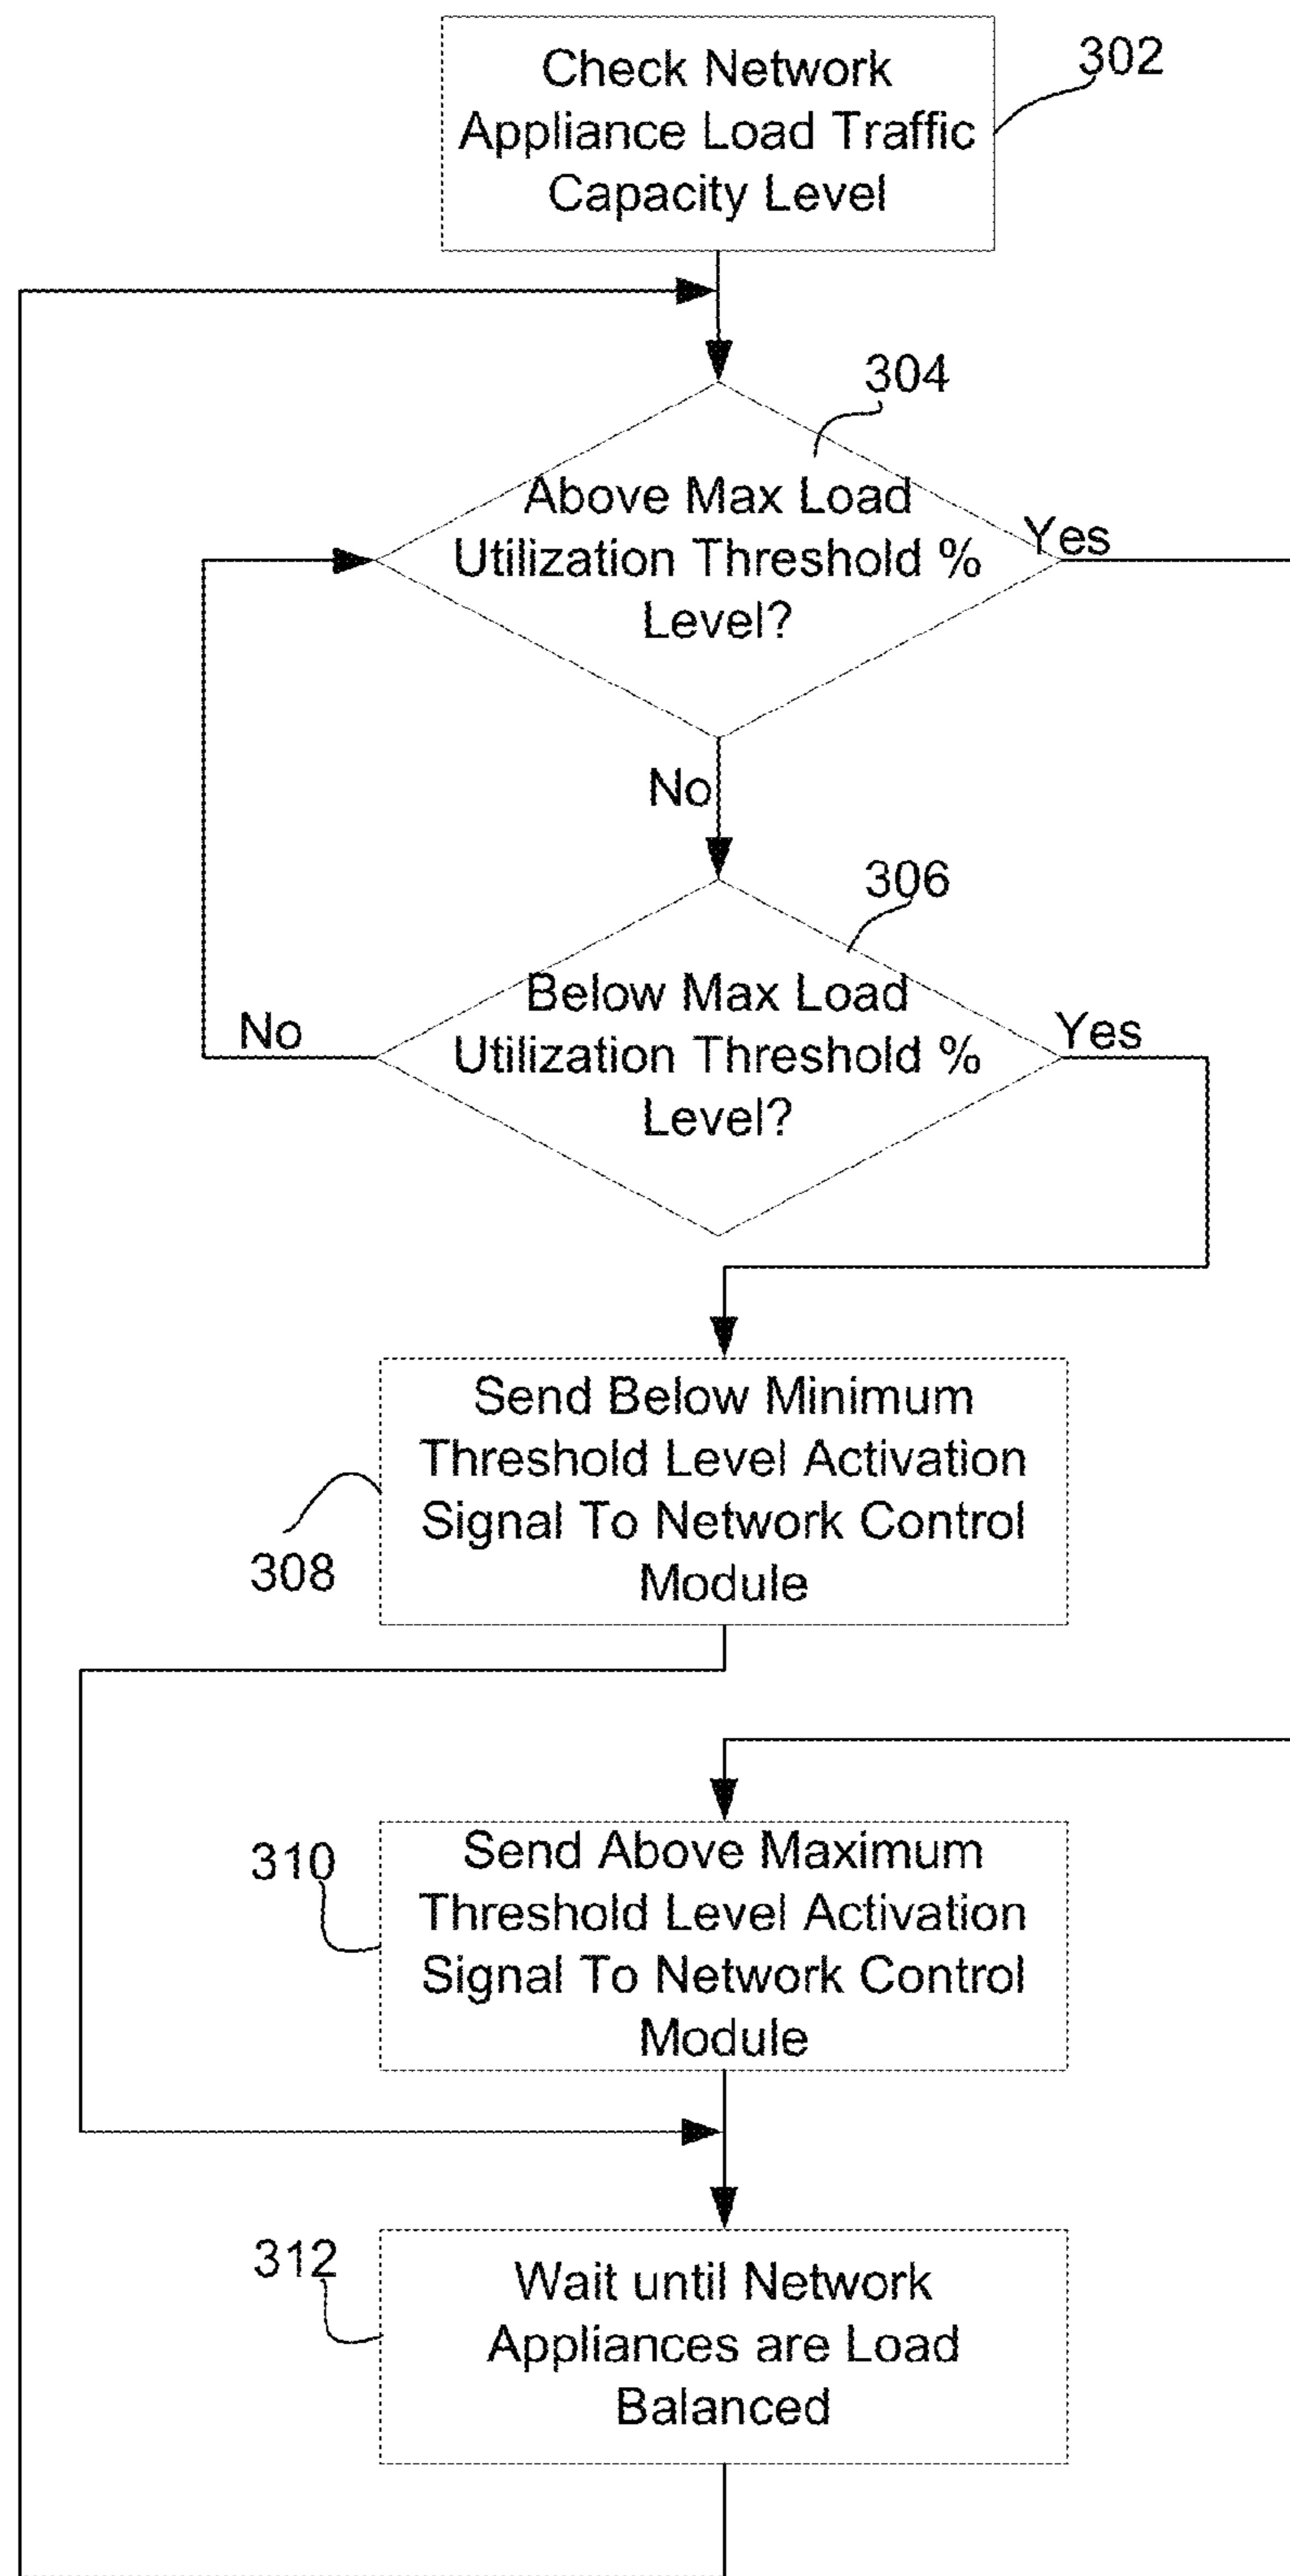 Check Network
Appliance Load Traffic
Capacity Level
302
304
Above Max Load
Utilization Threshold %
Level?
Yes
No
306
Below Max Load
Utilization Threshold %
Level?
No
Yes
Send Below Minimum
Threshold Level Activation
Signal To Network Control
Module
308
310
Send Above Maximum
Threshold Level Activation
Signal To Network Control
Module
312
Wait until Network
Appliances are Load
Balanced